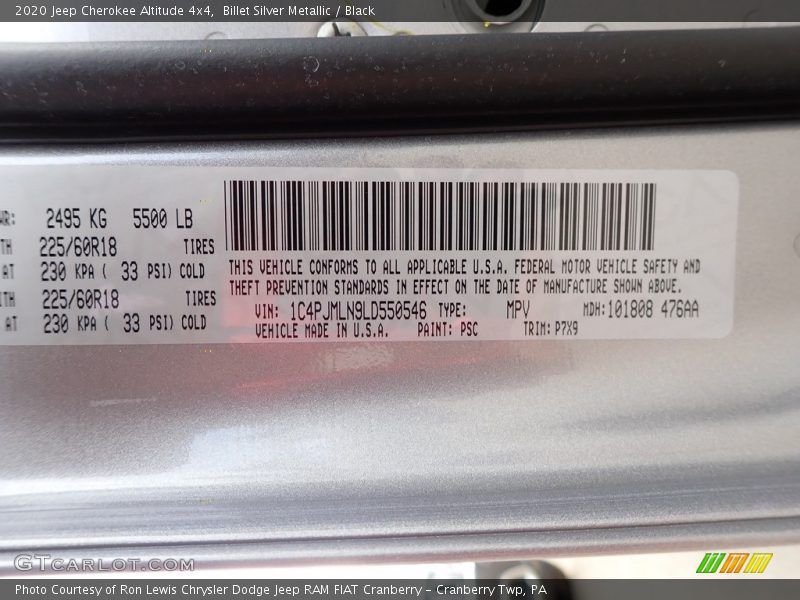 2020 Jeep Cherokee Altitude 4x4, Billet Silver Metallic / Black
2495 KG 5500 LB
225/60R18 TIRES
AT 230 KPA ( 33 PSI) COLD
225/60R18 TIRES
AT 230 KPA ( 33 PSI) COLD
THIS VEHICLE CONFORMS TO ALL APPLICABLE U.S.A. FEDERAL MOTOR VEHICLE SAFETY AND
THEFT PREVENTION STANDARDS IN EFFECT ON THE DATE OF MANUFACTURE SHOWN ABOVE.
VIN: 1C4PJMLN9LD550546 TYPE: MPV MDH:101808 476AA
VEHICLE MADE IN U.S.A. PAINT: PSC TRIM: P7X9
GTCARLOT.COM
Photo Courtesy of Ron Lewis Chrysler Dodge Jeep RAM FIAT Cranberry – Cranberry Twp, PA